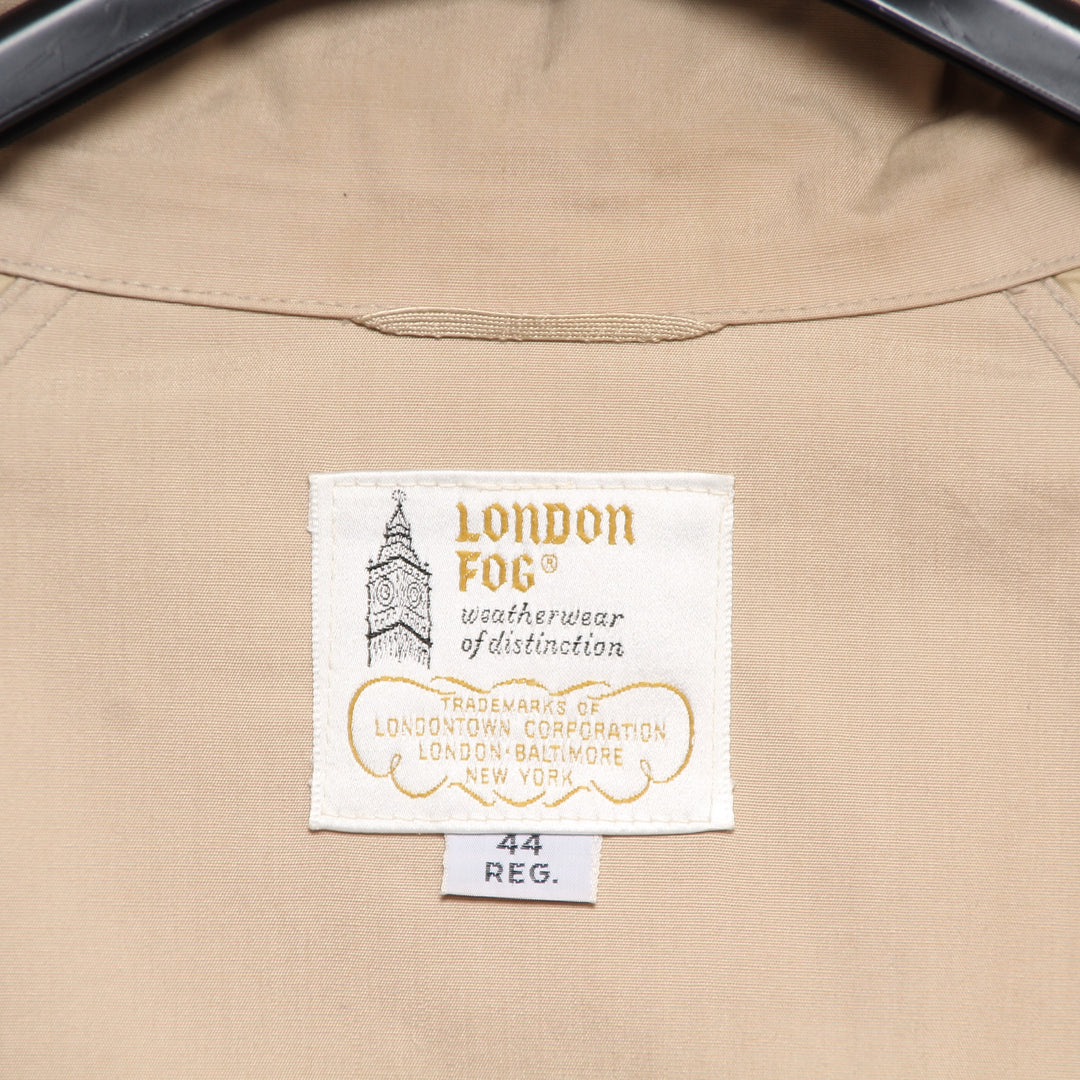 LONDON
FOG®
weatherwear
of distinction
TRADEMARKS OF
LONDONTOWN CORPORATION
LONDON·BALTIMORE
NEW YORK
44
REG.